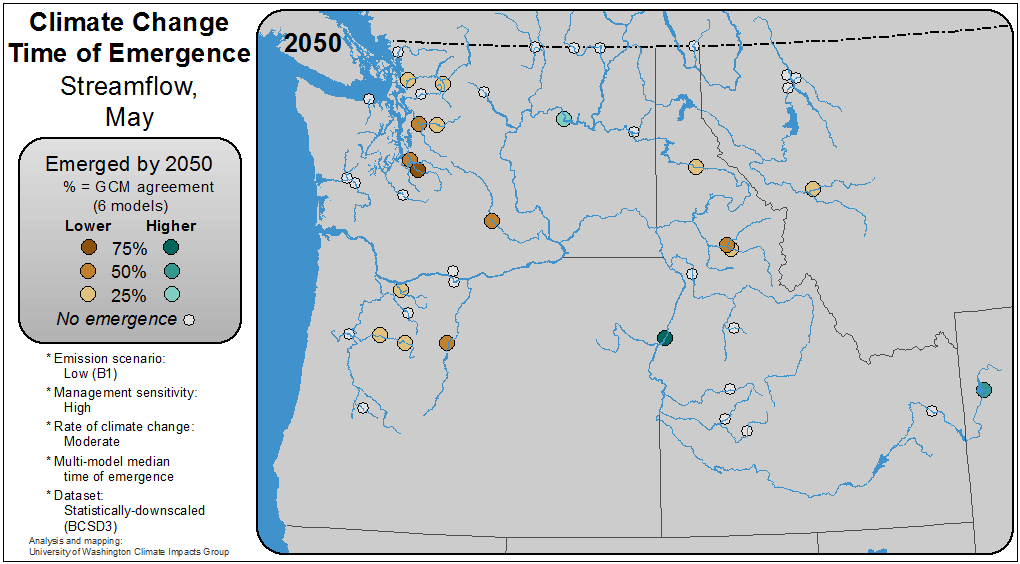 Climate Change
Time of Emergence
Streamflow,
May
2050
Emerged by 2050
% = GCM agreement
(6 models)
Lower Higher
75%
50%
25%
No emergence
* Emission scenario:
Low (B1)
* Management sensitivity:
High
* Rate of climate change:
Moderate
* Multi-model median
time of emergence
* Dataset:
Statistically-downscaled
(BCSD3)
Analysis and mapping:
University of Washington Climate Impacts Group